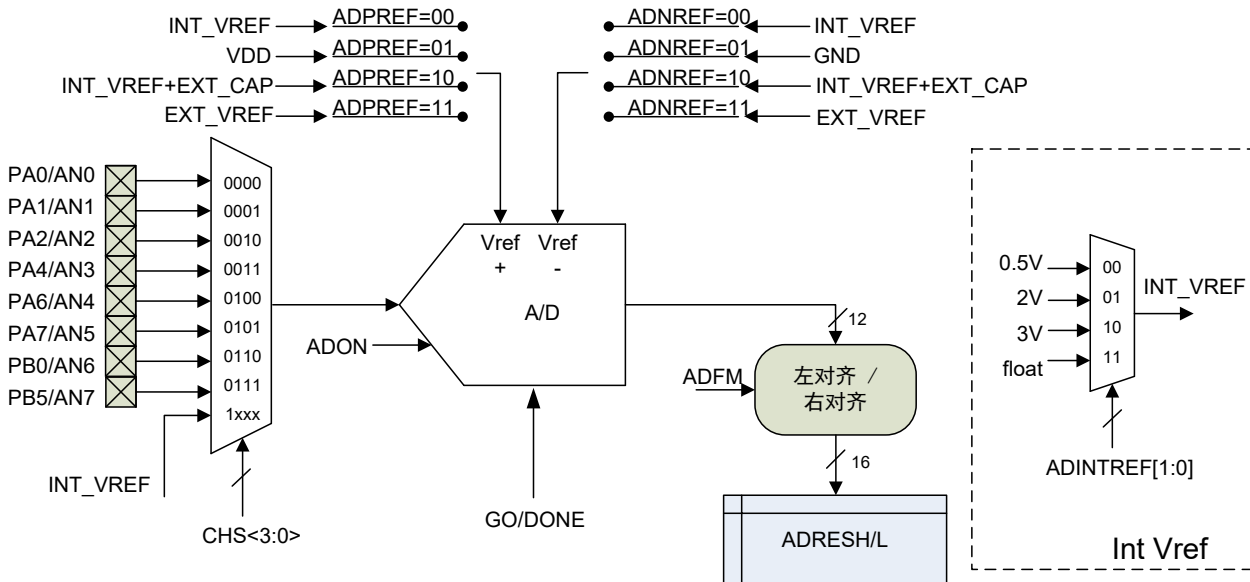 INT_VREF
ADPREF=00
VDD
ADPREF=01
INT_VREF+EXT_CAP
ADPREF=10
EXT_VREF
ADPREF=11
ADNREF=00
INT_VREF
ADNREF=01
GND
ADNREF=10
INT_VREF+EXT_CAP
ADNREF=11
EXT_VREF
PA0/AN0
PA1/AN1
PA2/AN2
PA4/AN3
PA6/AN4
PA7/AN5
PB0/AN6
PB5/AN7
INT_VREF
0000
0001
0010
0011
0100
0101
0110
0111
1xxx
CHS<3:0>
Vref
+
Vref
-
A/D
ADON
GO/DONE
12
ADFM
左对齐 /
右对齐
16
ADRESH/L
0.5V
2V
3V
float
00
01
10
11
INT_VREF
ADINTREF[1:0]
Int Vref